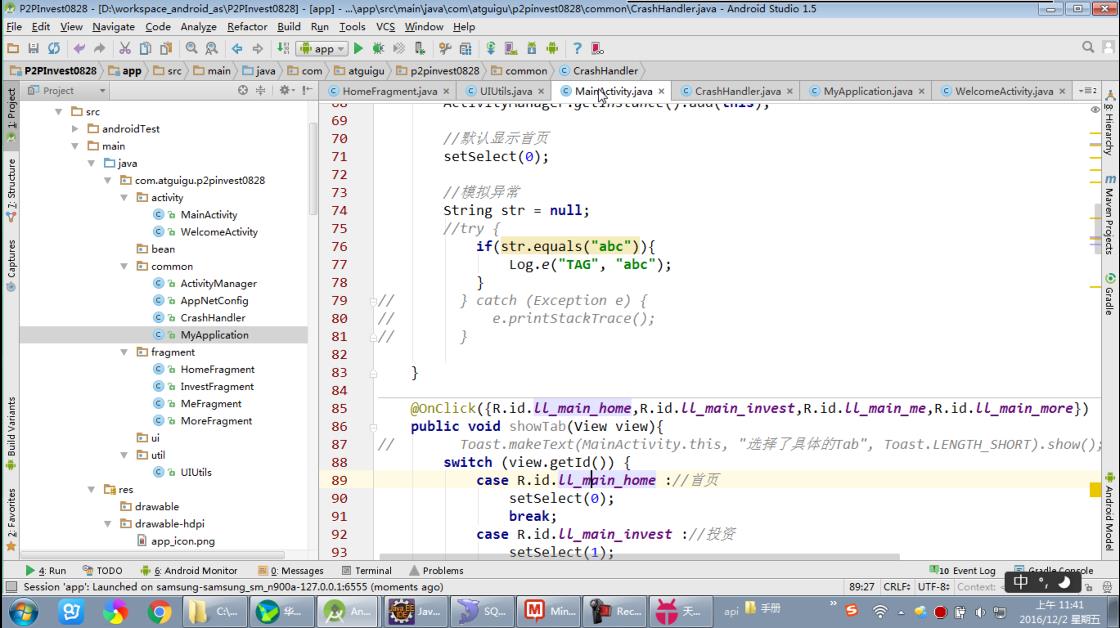 P2PInvest0828 - [D:\workspace_android_as\P2PInvest0828] - [app] - ...\app\src\main\java\com\atguigu\p2pinvest0828\common\CrashHandler.java - Android Studio 1.5
File Edit View Navigate Code Analyze Refactor Build Run Tools VCS Window Help
app
P2PInvest0828 app src main java com atguigu p2pinvest0828 common CrashHandler
Project
HomeFragment.java UIUtils.java MainActivity.java CrashHandler.java MyApplication.java WelcomeActivity.java
1: Project
7: Structure
Captures
Build Variants
2: Favorites
src
androidTest
main
java
com.atguigu.p2pinvest0828
activity
MainActivity
WelcomeActivity
bean
common
ActivityManager
AppNetConfig
CrashHandler
MyApplication
fragment
HomeFragment
InvestFragment
MeFragment
MoreFragment
ui
util
UIUtils
res
drawable
drawable-hdpi
app_icon.png
68 ActivityManager.getInstance().add(this);
69
70 //默认显示首页
71 setSelect(0);
72
73 //模拟异常
74 String str = null;
75 //try {
76 if(str.equals("abc")){
77 Log.e("TAG", "abc");
78 }
79 // } catch (Exception e) {
80 // e.printStackTrace();
81 // }
82
83 }
84
85 @OnClick({R.id.ll_main_home,R.id.ll_main_invest,R.id.ll_main_me,R.id.ll_main_more})
86 public void showTab(View view){
87 // Toast.makeText(MainActivity.this, "选择了具体的Tab", Toast.LENGTH_SHORT).show();
88 switch (view.getId()) {
89 case R.id.ll_main_home ://首页
90 setSelect(0);
91 break;
92 case R.id.ll_main_invest ://投资
93 setSelect(1);
8: Hierarchy
Maven Projects
Gradle
Android Model
4: Run TODO 6: Android Monitor 0: Messages Terminal Problems 10 Event Log Gradle Console
Session 'app': Launched on samsung-samsung_sm_n900a-127.0.0.1:6555 (moments ago) 89:27 CRLF÷ UTF-8÷ Context:
中
C:\... 华... An... Jav... SQ... Min... Rec... 天... api 手册 »
上午 11:41
2016/12/2 星期五